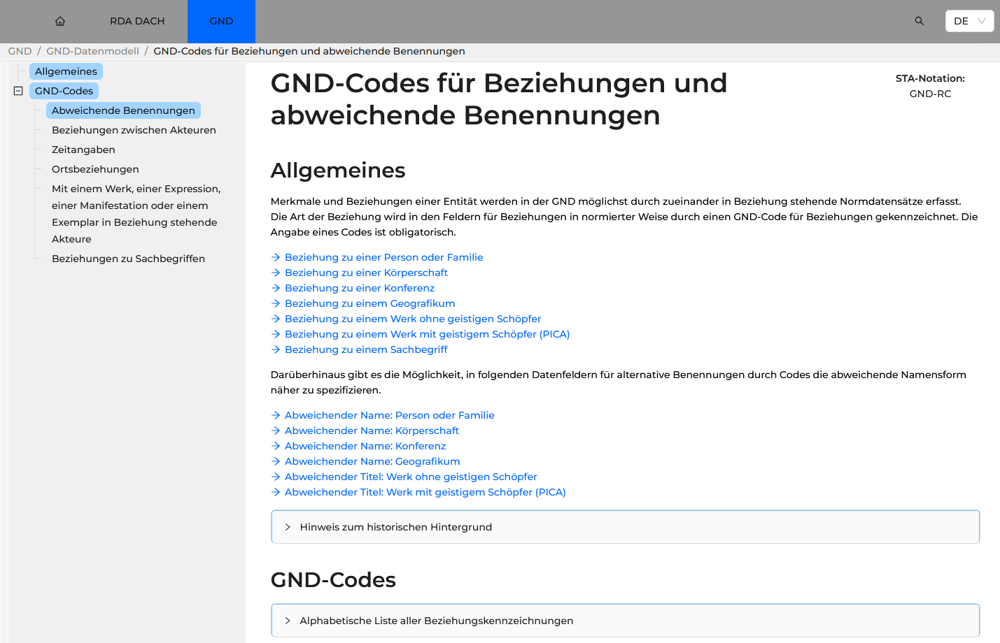 RDA DACH
GND
DE
GND / GND-Datenmodell / GND-Codes für Beziehungen und abweichende Benennungen
Allgemeines
GND-Codes
Abweichende Benennungen
Beziehungen zwischen Akteuren
Zeitangaben
Ortsbeziehungen
Mit einem Werk, einer Expression,
einer Manifestation oder einem
Exemplar in Beziehung stehende
Akteure
Beziehungen zu Sachbegriffen
GND-Codes für Beziehungen und
abweichende Benennungen
STA-Notation:
GND-RC
Allgemeines
Merkmale und Beziehungen einer Entität werden in der GND möglichst durch zueinander in Beziehung stehende Normdatensätze erfasst.
Die Art der Beziehung wird in den Feldern für Beziehungen in normierter Weise durch einen GND-Code für Beziehungen gekennzeichnet. Die
Angabe eines Codes ist obligatorisch.
Beziehung zu einer Person oder Familie
Beziehung zu einer Körperschaft
Beziehung zu einer Konferenz
Beziehung zu einem Geografikum
Beziehung zu einem Werk ohne geistigen Schöpfer
Beziehung zu einem Werk mit geistigem Schöpfer (PICA)
Beziehung zu einem Sachbegriff
Darüberhinaus gibt es die Möglichkeit, in folgenden Datenfeldern für alternative Benennungen durch Codes die abweichende Namensform
näher zu spezifizieren.
Abweichender Name: Person oder Familie
Abweichender Name: Körperschaft
Abweichender Name: Konferenz
Abweichender Name: Geografikum
Abweichender Titel: Werk ohne geistigen Schöpfer
Abweichender Titel: Werk mit geistigem Schöpfer (PICA)
Hinweis zum historischen Hintergrund
GND-Codes
Alphabetische Liste aller Beziehungskennzeichnungen